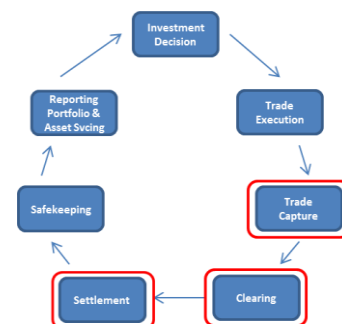 Investment
Decision
Trade
Execution
Trade
Capture
Clearing
Settlement
Safekeeping
Reporting
Portfolio &
Asset Svcing